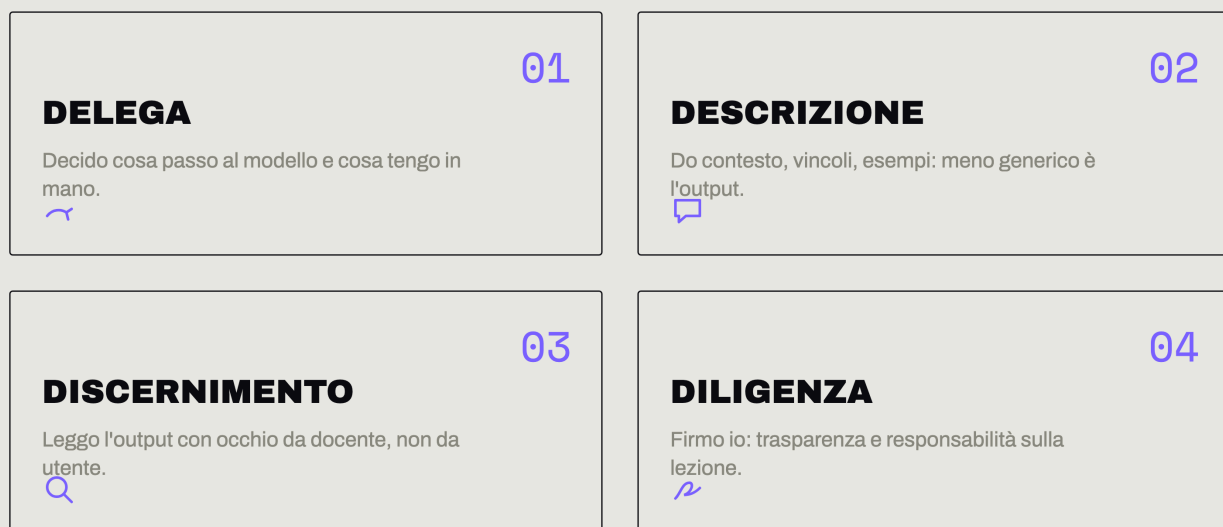 01
DELEGA
Decido cosa passo al modello e cosa tengo in
mano.
02
DESCRIZIONE
Do contesto, vincoli, esempi: meno generico è
l'output.
03
DISCERNIMENTO
Leggo l'output con occhio da docente, non da
utente.
04
DILIGENZA
Firmo io: trasparenza e responsabilità sulla
lezione.